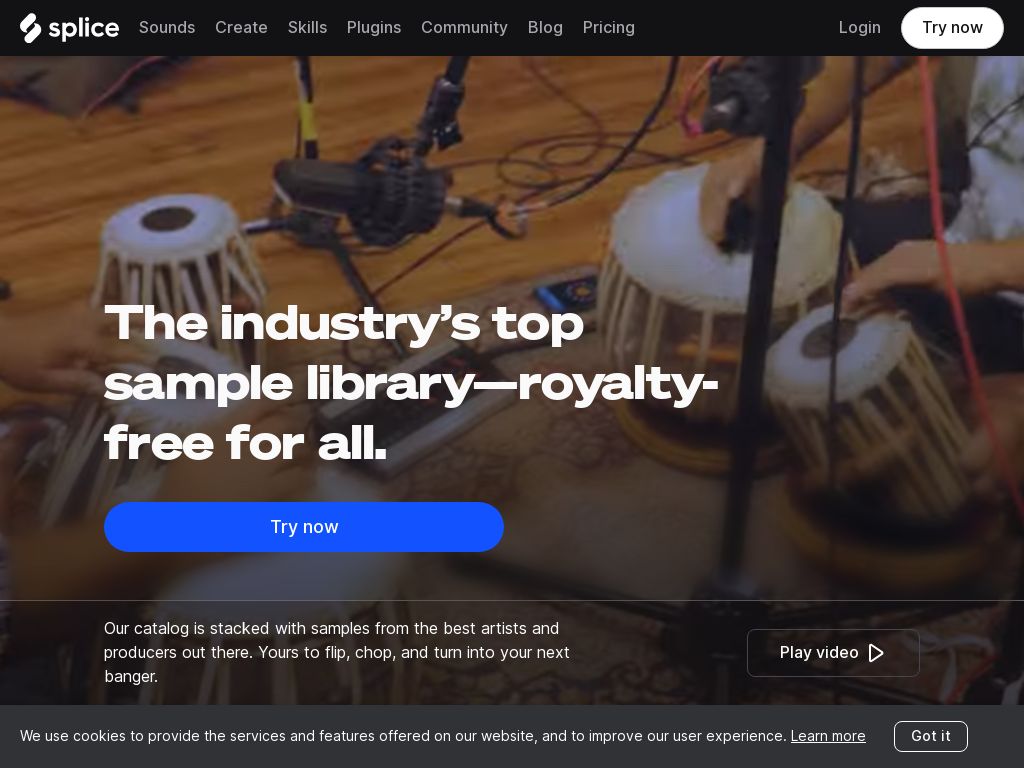 splice
Sounds
Create
Skills
Plugins
Community
Blog
Pricing
Login
Try now
The industry’s top
sample library—royalty-
free for all.
Try now
Our catalog is stacked with samples from the best artists and
producers out there. Yours to flip, chop, and turn into your next
banger.
Play video
We use cookies to provide the services and features offered on our website, and to improve our user experience. Learn more
Got it